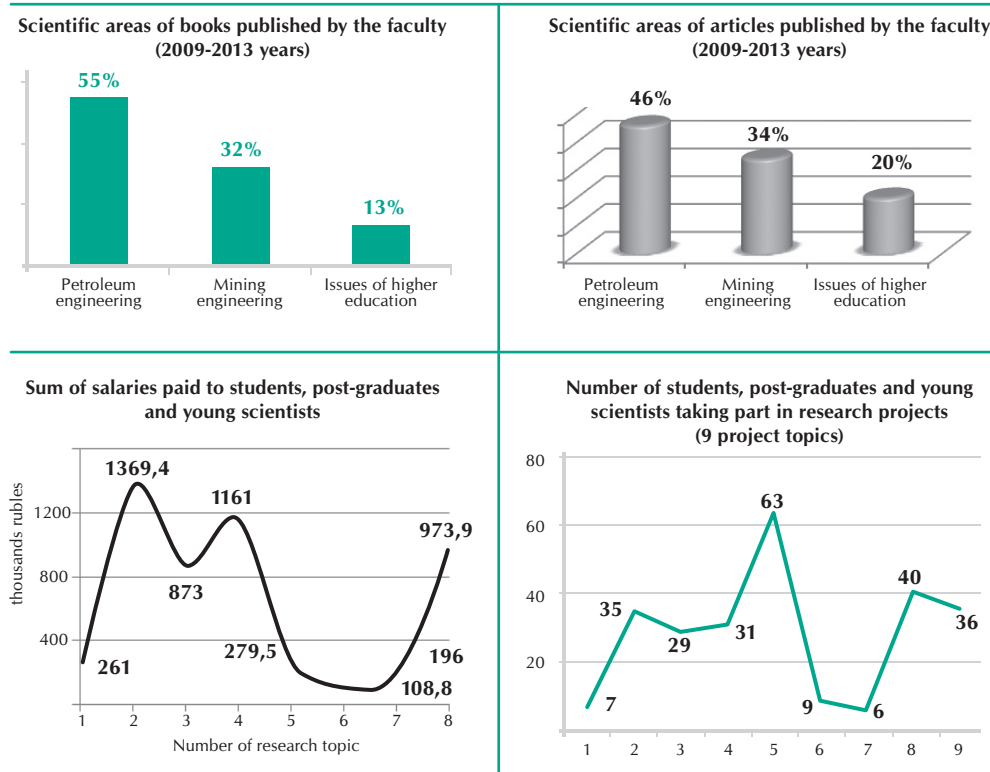 Scientific areas of books published by the faculty
(2009-2013 years)
55%
32%
13%
Petroleum
engineering
Mining
engineering
Issues of higher
education
Scientific areas of articles published by the faculty
(2009-2013 years)
46%
34%
20%
Petroleum
engineering
Mining
engineering
Issues of higher
education
Sum of salaries paid to students, post-graduates
and young scientists
thousands rubles
1200
800
400
1369,4
1161
973,9
873
279,5
261
196
108,8
1 2 3 4 5 6 7 8
Number of research topic
Number of students, post-graduates and young
scientists taking part in research projects
(9 project topics)
80
60
40
20
63
35
29
31
40
36
7
9
6
1 2 3 4 5 6 7 8 9